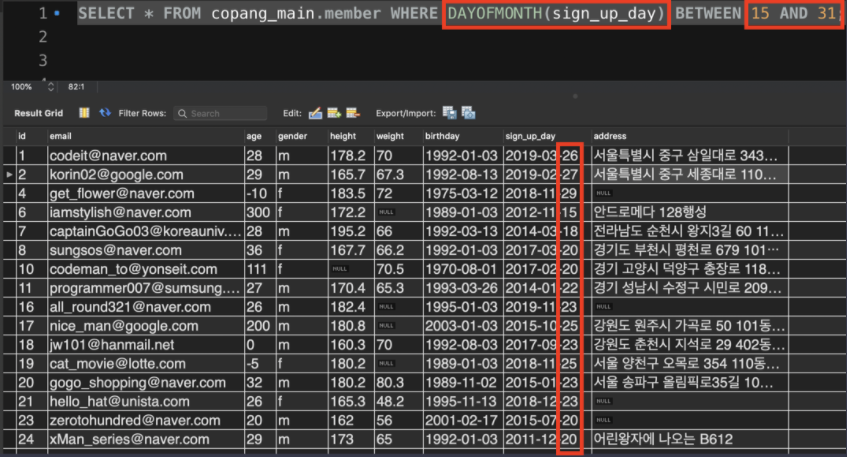 1 SELECT * FROM copang_main.member WHERE DAYOFMONTH(sign_up_day) BETWEEN 15 AND 31;
2
3
100% 82:1
Result Grid Filter Rows: Search Edit: Export/Import:
id email age gender height weight birthday sign_up_day address
1 codeit@naver.com 28 m 178.2 70 1992-01-03 2019-03-26 서울특별시 중구 삼일대로 343...
2 korin02@google.com 29 m 165.7 67.3 1992-08-13 2019-02-27 서울특별시 중구 세종대로 110...
4 get_flower@naver.com -10 f 183.5 72 1975-03-12 2018-11-29 NULL
6 iamstylish@naver.com 300 f 172.2 NULL 1989-01-03 2012-11-15 안드로메다 128행성
7 captainGoGo03@koreauniv.... 28 m 195.2 66 1992-03-13 2014-03-18 전라남도 순천시 왕지3길 60 11...
8 sungsos@naver.com 36 f 167.7 66.2 1992-01-03 2017-03-20 경기도 부천시 평천로 679 101...
10 codeman_to@yonseit.com 111 f NULL 70.5 1970-08-01 2017-02-20 경기 고양시 덕양구 충장로 118...
11 programmer007@sumsung.... 27 m 170.4 65.3 1993-03-26 2014-01-22 경기 성남시 수정구 시민로 209...
16 all_round321@naver.com 26 m 182.4 NULL 1995-01-03 2019-11-23 NULL
17 nice_man@google.com 200 m 180.8 NULL 2003-01-03 2015-10-25 강원도 원주시 가곡로 50 101동...
18 jw101@hanmail.net 0 m 160.3 70 1992-08-03 2017-09-23 강원도 춘천시 지석로 29 402동...
19 cat_movie@lotte.com -5 f 180.2 NULL 1989-01-03 2018-11-25 서울 양천구 오목로 354 110동...
20 gogo_shopping@naver.com 32 m 180.2 80.3 1989-11-02 2015-01-23 서울 송파구 올림픽로35길 10...
21 hello_hat@unista.com 26 f 165.3 48.2 1995-11-13 2018-12-23 NULL
23 zerotohundred@naver.com 20 m 162 56 2001-02-17 2015-07-20 NULL
24 xMan_series@naver.com 29 m 173 65 1992-01-03 2011-12-20 어린왕자에 나오는 B612